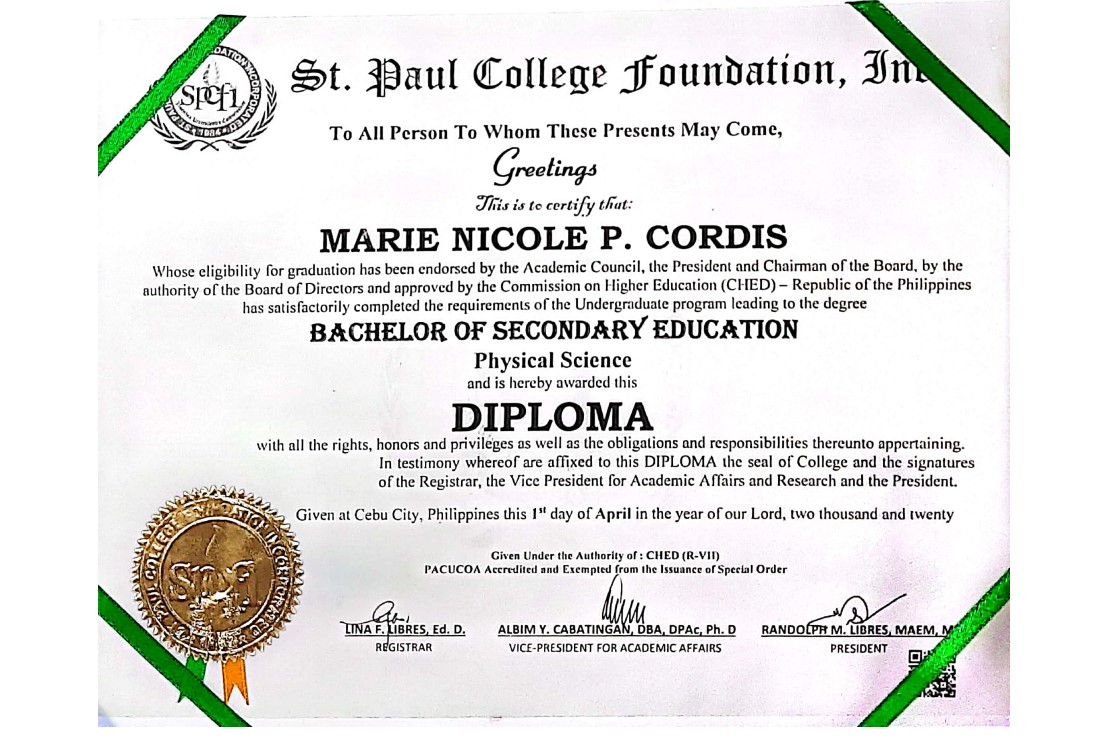 St. Paul College Foundation, In
To All Person To Whom These Presents May Come,
Greetings
This is to certify that:
MARIE NICOLE P. CORDIS
Whose eligibility for graduation has been endorsed by the Academic Council, the President and Chairman of the Board, by the
authority of the Board of Directors and approved by the Commission on Higher Education (CHED) – Republic of the Philippines
has satisfactorily completed the requirements of the Undergraduate program leading to the degree
BACHELOR OF SECONDARY EDUCATION
Physical Science
and is hereby awarded this
DIPLOMA
with all the rights, honors and privileges as well as the obligations and responsibilities thereunto appertaining.
In testimony whereof are affixed to this DIPLOMA the seal of College and the signatures
of the Registrar, the Vice President for Academic Affairs and Research and the President.
Given at Cebu City, Philippines this 1st day of April in the year of our Lord, two thousand and twenty
Given Under the Authority of : CHED (R-VII)
PACUCOA Accredited and Exempted from the Issuance of Special Order
LINA F. LIBRES, Ed. D. ALBIM Y. CABATINGAN, DBA, DPAc, Ph. D RANDOLPH M. LIBRES, MAEM, M
REGISTRAR VICE-PRESIDENT FOR ACADEMIC AFFAIRS PRESIDENT
spcfi
1984